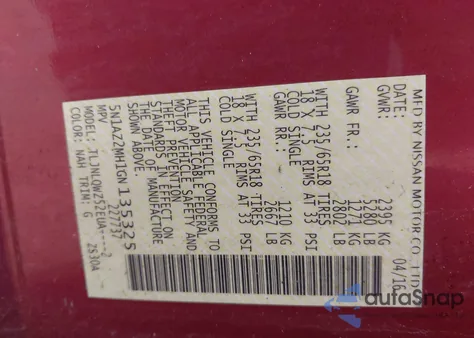 MFD BY NISSAN MOTOR CO., LTD.
DATE: 04/16
GVWR: 2395 KG
5280 LB
GAWR FR.: 1271 KG
2802 LB
WITH 235/65R18 TIRES
18 X 7.5 RIMS AT 33 PSI
COLD SINGLE
GAWR RR.: 1210 KG
2667 LB
WITH 235/65R18 TIRES
18 X RIMS AT 33 PSI
COLD SINGLE
THIS VEHICLE CONFORMS TO
ALL APPLICABLE FEDERAL
MOTOR VEHICLE SAFETY AND
THEFT PREVENTION
STANDARDS IN EFFECT ON
THE DATE OF MANUFACTURE
SHOWN ABOVE.
5N1AZ2MH1GN135325
MPV 227737
COLOR: NAH TRIM: G 2530A
autoSnap